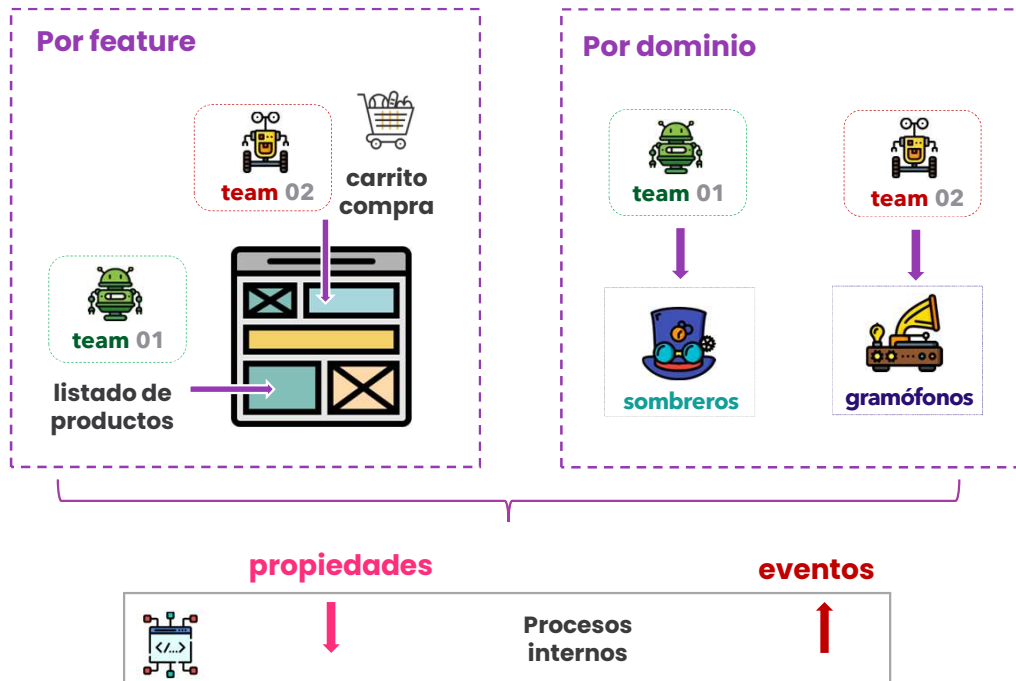 Por feature
team 02
carrito
compra
team 01
listado de
productos
Por dominio
team 01
team 02
sombreros
gramófonos
propiedades
eventos
</...>
Procesos
internos